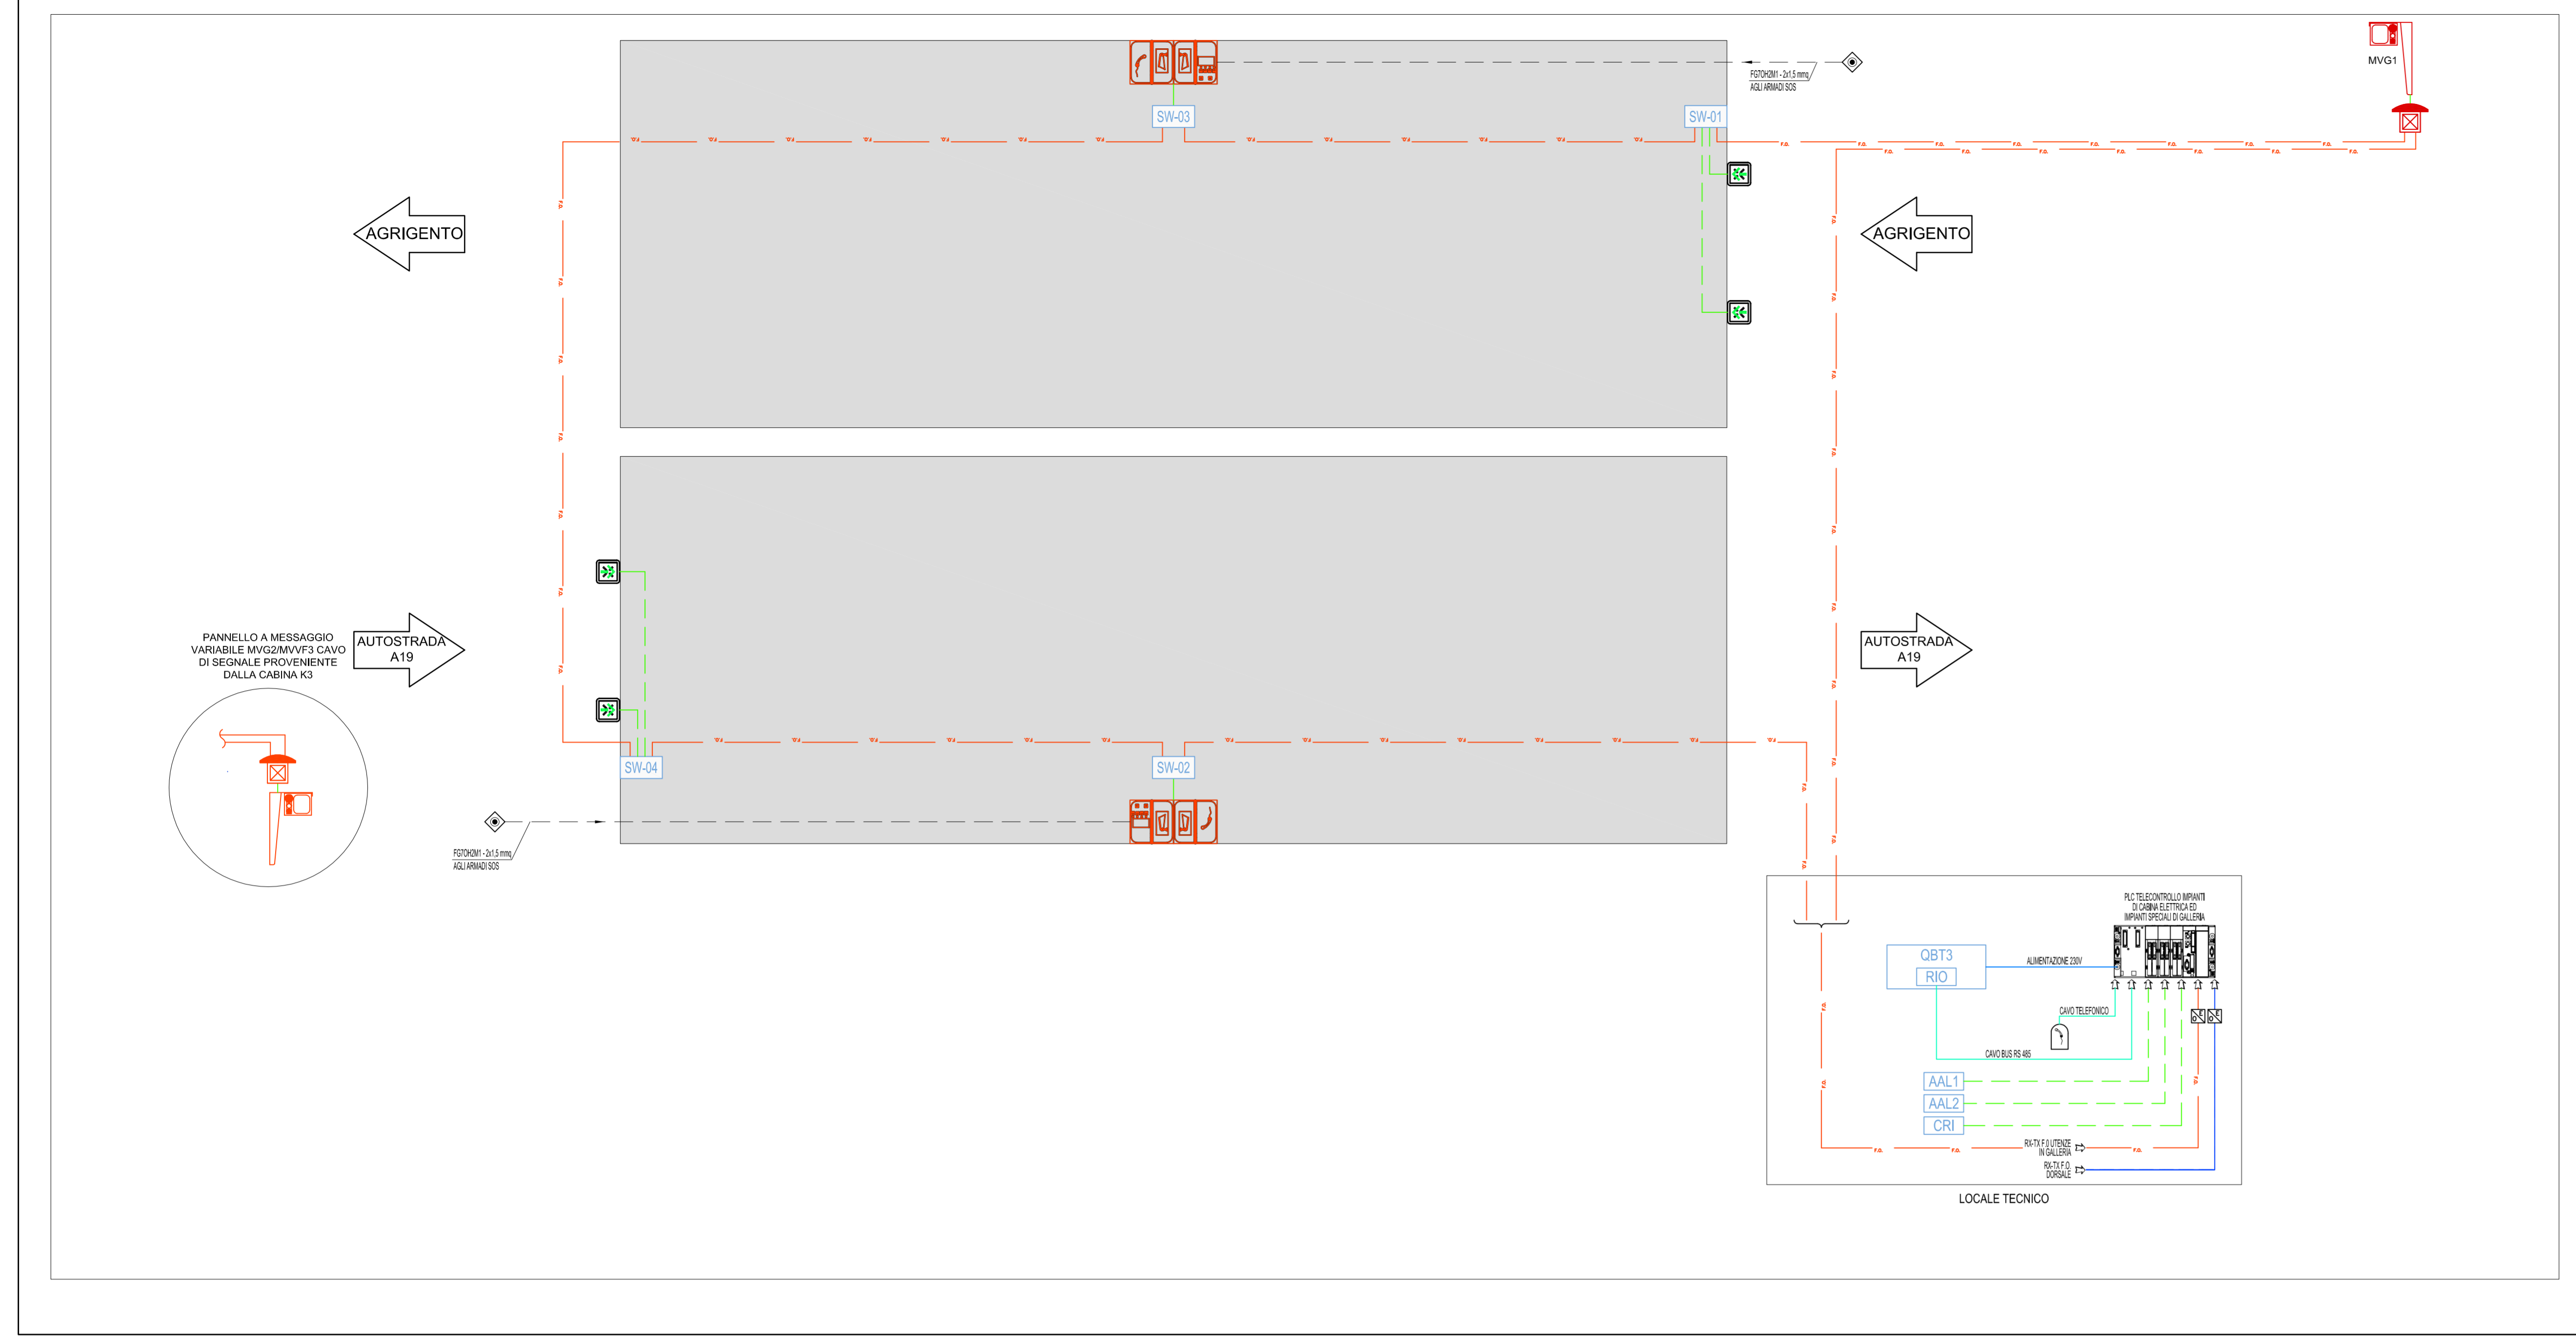 MVG1
FG7OH2M1 - 2x1,5 mmq
AGLI ARMADI SOS
SW-03
SW-01
AGRIGENTO
AGRIGENTO
PANNELLO A MESSAGGIO
VARIABILE MVG2/MVVF3 CAVO
DI SEGNALE PROVENIENTE
DALLA CABINA K3
AUTOSTRADA
A19
AUTOSTRADA
A19
SW-04
SW-02
FG7OH2M1 - 2x1,5 mmq
AGLI ARMADI SOS
F.O.
PLC TELECONTROLLO IMPIANTI
DI CABINA ELETTRICA ED
IMPIANTI SPECIALI DI GALLERIA
QBT3
RIO
ALIMENTAZIONE 230V
CAVO TELEFONICO
CAVO BUS RS 485
AAL1
AAL2
CRI
RX-TX F.0 UTENZE
IN GALLERIA
RX-TX F.O.
DORSALE
LOCALE TECNICO